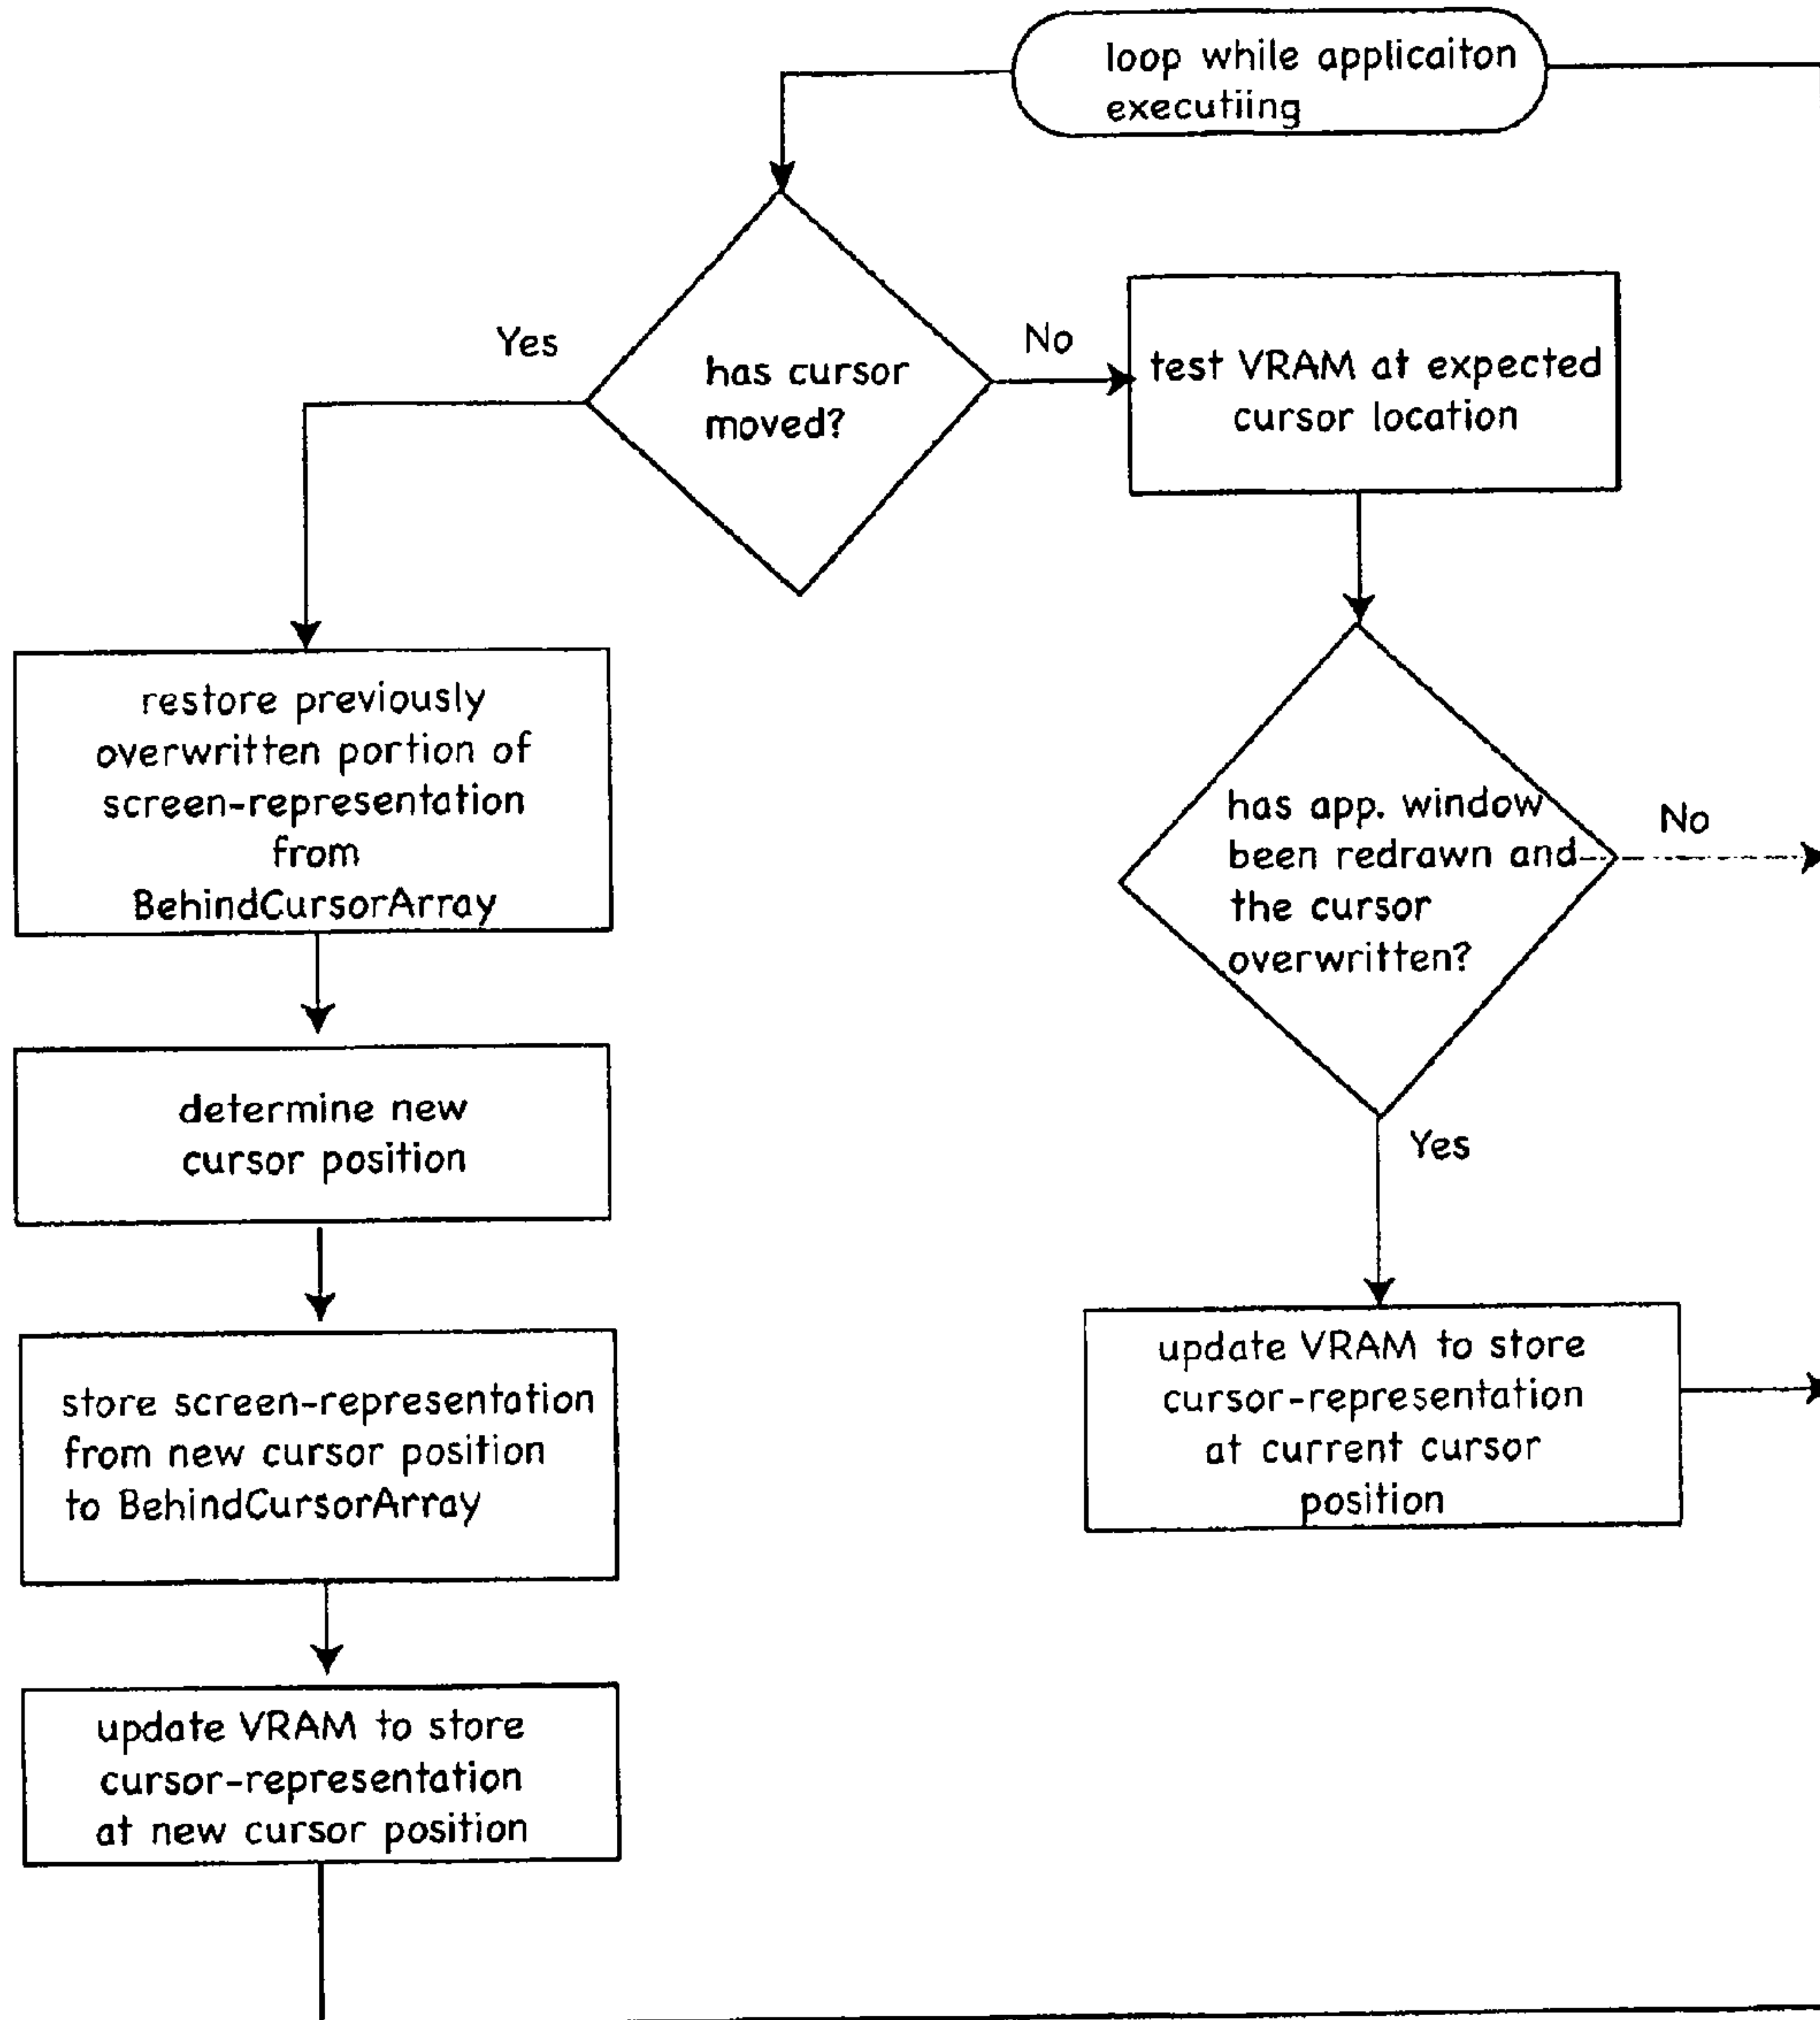 loop while applicaiton
executiing
Yes
has cursor
moved?
No
test VRAM at expected
cursor location
restore previously
overwritten portion of
screen-representation
from
BehindCursorArray
has app. window
been redrawn and
the cursor
overwritten?
No
determine new
cursor position
Yes
store screen-representation
from new cursor position
to BehindCursorArray
update VRAM to store
cursor-representation
at current cursor
position
update VRAM to store
cursor-representation
at new cursor position